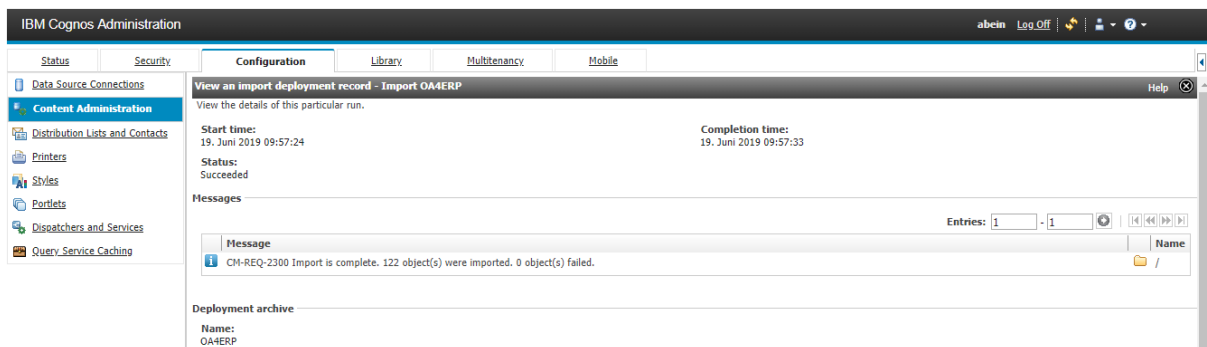 IBM Cognos Administration
abein Log Off
Status Security Configuration Library Multitenancy Mobile
Data Source Connections
Content Administration
Distribution Lists and Contacts
Printers
Styles
Portlets
Dispatchers and Services
Query Service Caching
View an import deployment record - Import OA4ERP Help
View the details of this particular run.
Start time: Completion time:
19. Juni 2019 09:57:24 19. Juni 2019 09:57:33
Status:
Succeeded
Messages
Entries: 1 - 1
Message Name
CM-REQ-2300 Import is complete. 122 object(s) were imported. 0 object(s) failed. /
Deployment archive
Name:
OA4ERP